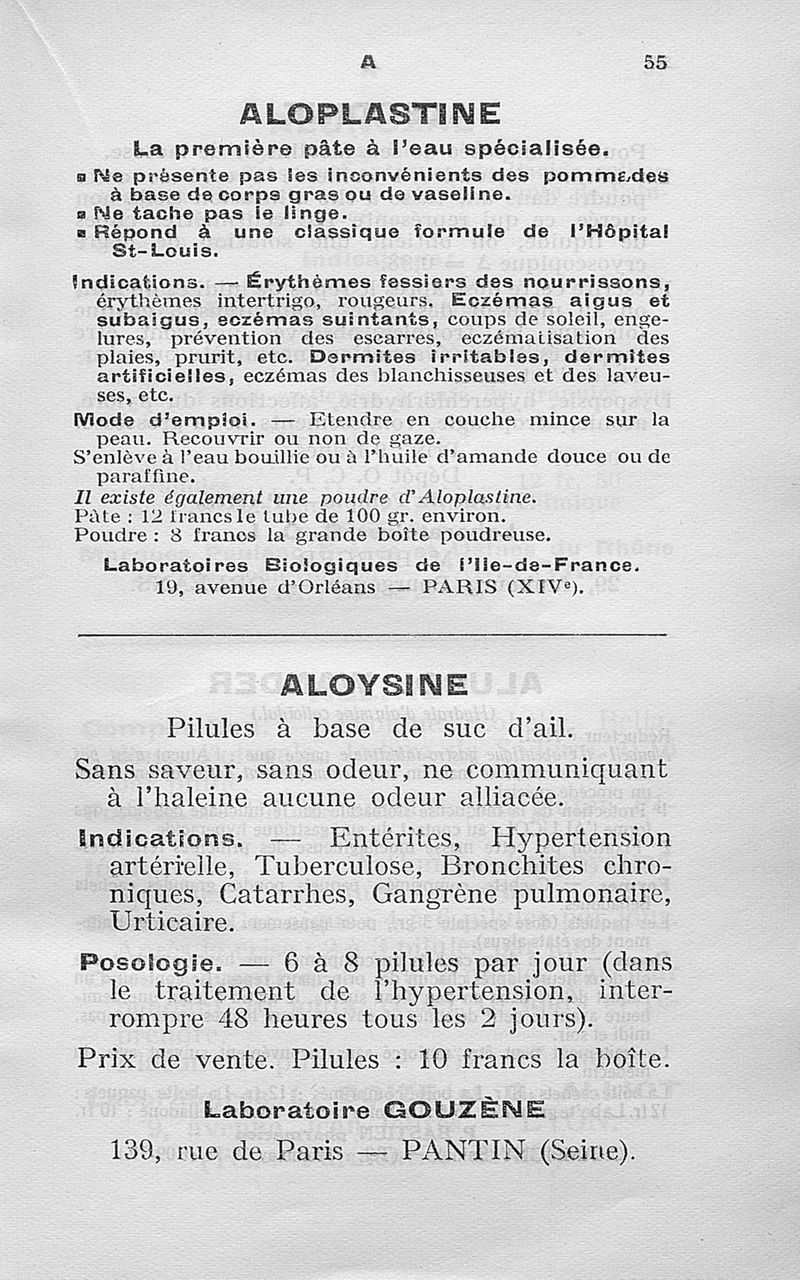 A 55
ALOPLASTINE
La première pâte à l'eau spécialisée.
▪ Ne présente pas les inconvénients des pommades
à base de corps gras ou de vaseline.
▪ Ne tache pas le linge.
▪ Répond à une classique formule de l'Hôpital
St-Louis.
Indications. — Érythèmes fessiers des nourrissons,
érythèmes intertrigo, rougeurs. Eczémas aigus et
subaigus, eczémas suintants, coups de soleil, enge-
lures, prévention des escarres, eczématisation des
plaies, prurit, etc. Dermites irritables, dermites
artificielles, eczémas des blanchisseuses et des laveu-
ses, etc.
Mode d'emploi. — Etendre en couche mince sur la
peau. Recouvrir ou non de gaze.
S'enlève à l'eau bouillie ou à l'huile d'amande douce ou de
paraffine.
Il existe également une poudre d'Aloplastine.
Pâte : 12 francs le tube de 100 gr. environ.
Poudre : 8 francs la grande boîte poudreuse.
Laboratoires Biologiques de l'Ile-de-France.
19, avenue d'Orléans — PARIS (XIVe).
ALOYSINE
Pilules à base de suc d'ail.
Sans saveur, sans odeur, ne communiquant
à l'haleine aucune odeur alliacée.
Indications. — Entérites, Hypertension
artérielle, Tuberculose, Bronchites chro-
niques, Catarrhes, Gangrène pulmonaire,
Urticaire.
Posologie. — 6 à 8 pilules par jour (dans
le traitement de l'hypertension, inter-
rompre 48 heures tous les 2 jours).
Prix de vente. Pilules : 10 francs la boîte.
Laboratoire GOUZÈNE
139, rue de Paris — PANTIN (Seine).